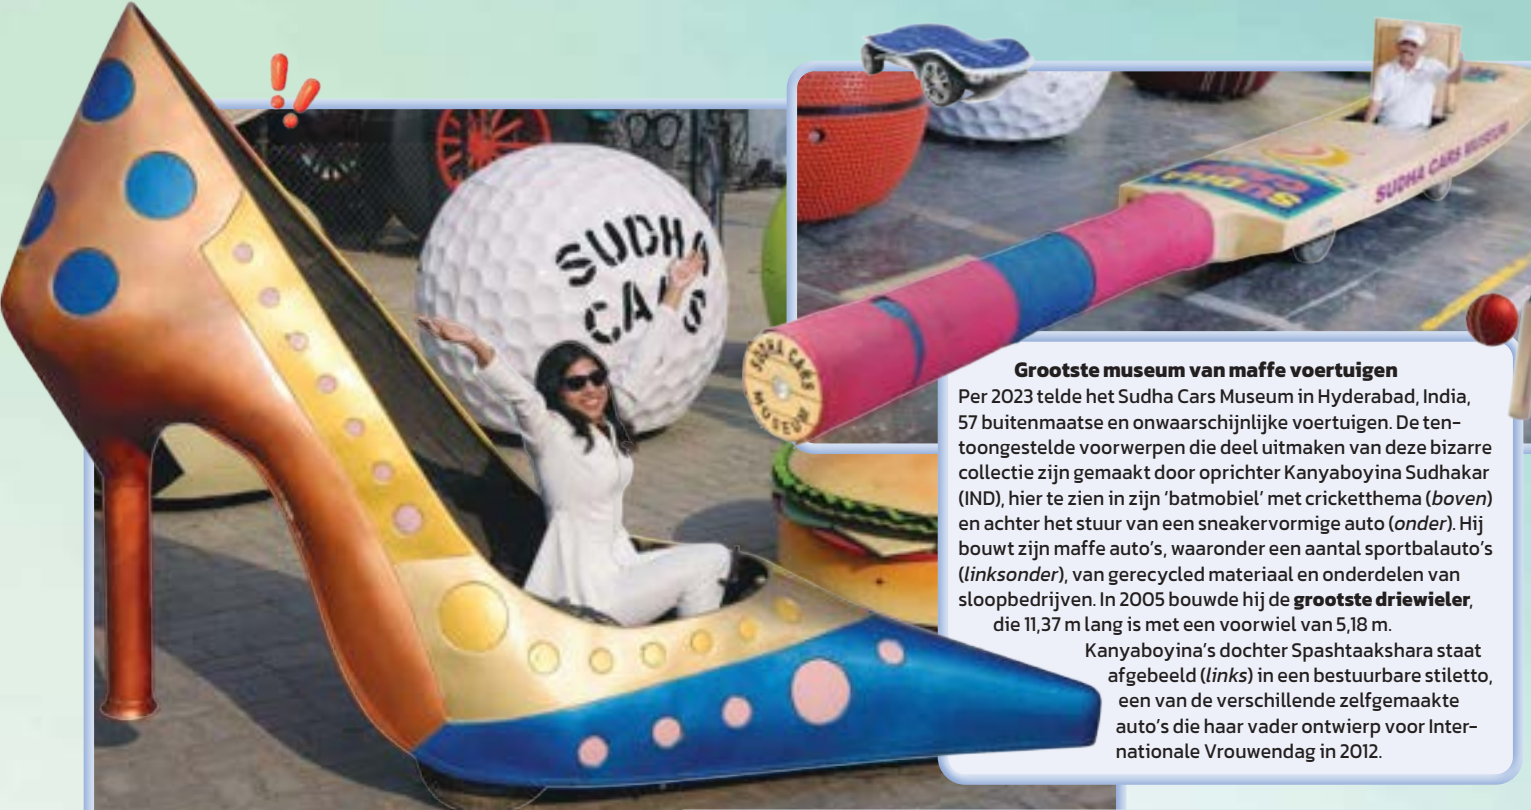 SUDHA
CARS
SUDHA
CARS
SUDHA CARS MUSEUM
SUDHA CARS
MUSEUM
Grootste museum van maffe voertuigen
Per 2023 telde het Sudha Cars Museum in Hyderabad, India,
57 buitenmaatse en onwaarschijnlijke voertuigen. De ten-
toongestelde voorwerpen die deel uitmaken van deze bizarre
collectie zijn gemaakt door oprichter Kanyaboyina Sudhakar
(IND), hier te zien in zijn ‘batmobiel’ met cricketthema (boven)
en achter het stuur van een sneakervormige auto (onder). Hij
bouwt zijn maffe auto’s, waaronder een aantal sportbalauto’s
(linksonder), van gerecycled materiaal en onderdelen van
sloopbedrijven. In 2005 bouwde hij de grootste driewieler,
die 11,37 m lang is met een voorwiel van 5,18 m.
Kanyaboyina’s dochter Spashtaakshara staat
afgebeeld (links) in een bestuurbare stiletto,
een van de verschillende zelfgemaakte
auto’s die haar vader ontwierp voor Inter-
nationale Vrouwendag in 2012.